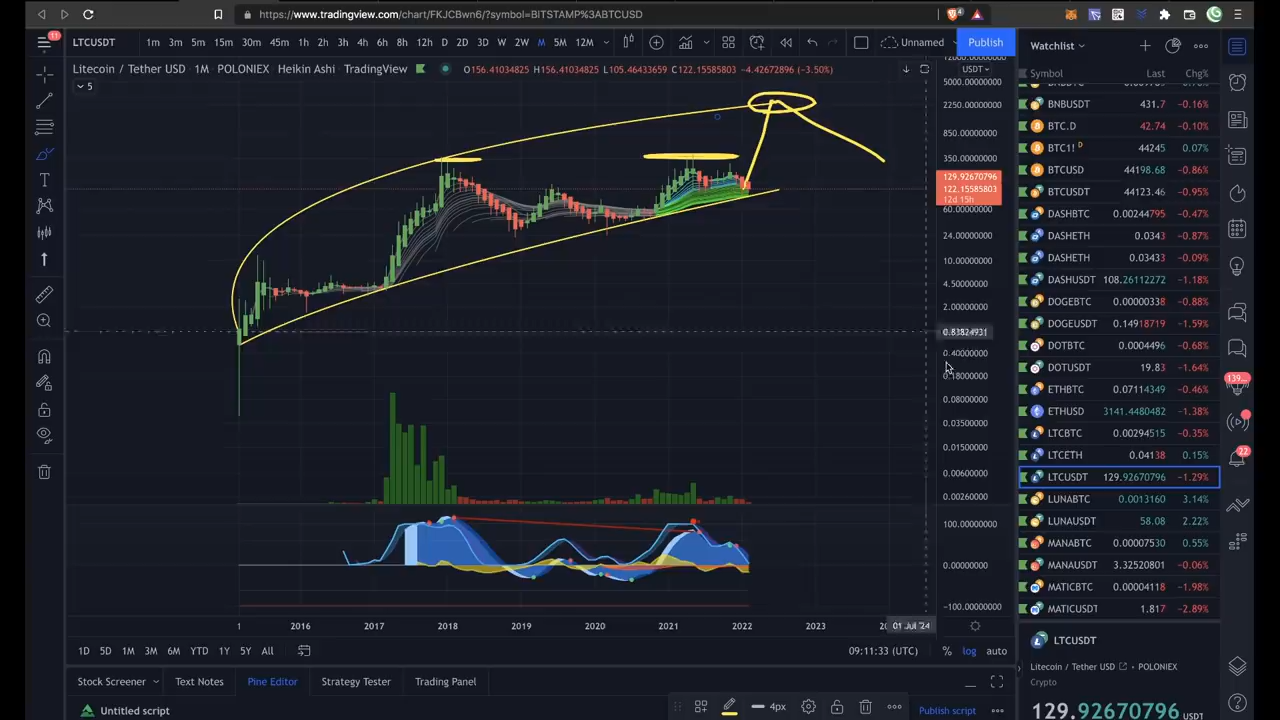 https://www.tradingview.com/chart/FKJCBwn6/?symbol=BITSTAMP%3ABTCUSD
11 LTCUSDT 1m 3m 5m 15m 30m 45m 1h 2h 3h 4h 6h 8h 12h D 2D 3D W 2W M 5M 12M Unnamed Publish
Litecoin / Tether USD 1M POLONIEX Heikin Ashi TradingView O156.41034825 H156.41034825 L105.46433659 C122.15585803 −4.42672896 (−3.50%) USDT
5
5000.00000000
2250.00000000
850.00000000
350.00000000
129.92670796
122.15585803
12d 15h
60.00000000
24.00000000
10.00000000
4.50000000
2.00000000
0.40000000
0.18000000
0.08000000
0.03500000
0.01500000
0.00600000
0.00260000
100.00000000
0.00000000
−100.00000000
1 2016 2017 2018 2019 2020 2021 2022 2023 01 Jul '24
1D 5D 1M 3M 6M YTD 1Y 5Y All 09:11:33 (UTC) % log auto
Stock Screener Text Notes Pine Editor Strategy Tester Trading Panel
Untitled script 4px Publish script
Watchlist
Symbol Last Chg%
BNBUSDT 431.7 −0.16%
BTC.D 42.74 −0.10%
BTC1! D 44245 0.07%
BTCUSD 44198.68 −0.86%
BTCUSDT 44123.46 −0.95%
DASHBTC 0.00244795 −0.47%
DASHETH 0.0343 −0.87%
DASHETH 0.03433 −0.09%
DASHUSDT 108.26112272 −1.18%
DOGEBTC 0.00000338 −0.88%
DOGEUSDT 0.14918719 −1.59%
DOTBTC 0.0004496 −0.68%
DOTUSDT 19.83 −1.64%
ETHBTC 0.07114349 −0.46%
ETHUSD 3141.4480482 −1.38%
LTCBTC 0.00294515 −0.35%
LTCETH 0.04138 0.15%
LTCUSDT 129.92670796 −1.29%
LUNABTC 0.0013160 3.14%
LUNAUSDT 58.08 2.22%
MANABTC 0.00007530 0.55%
MANAUSDT 3.32520801 −0.06%
MATICBTC 0.00004118 −1.98%
MATICUSDT 1.817 −2.89%
LTCUSDT
Litecoin / Tether USD POLONIEX
Crypto
129.92670796 USDT
139...
22